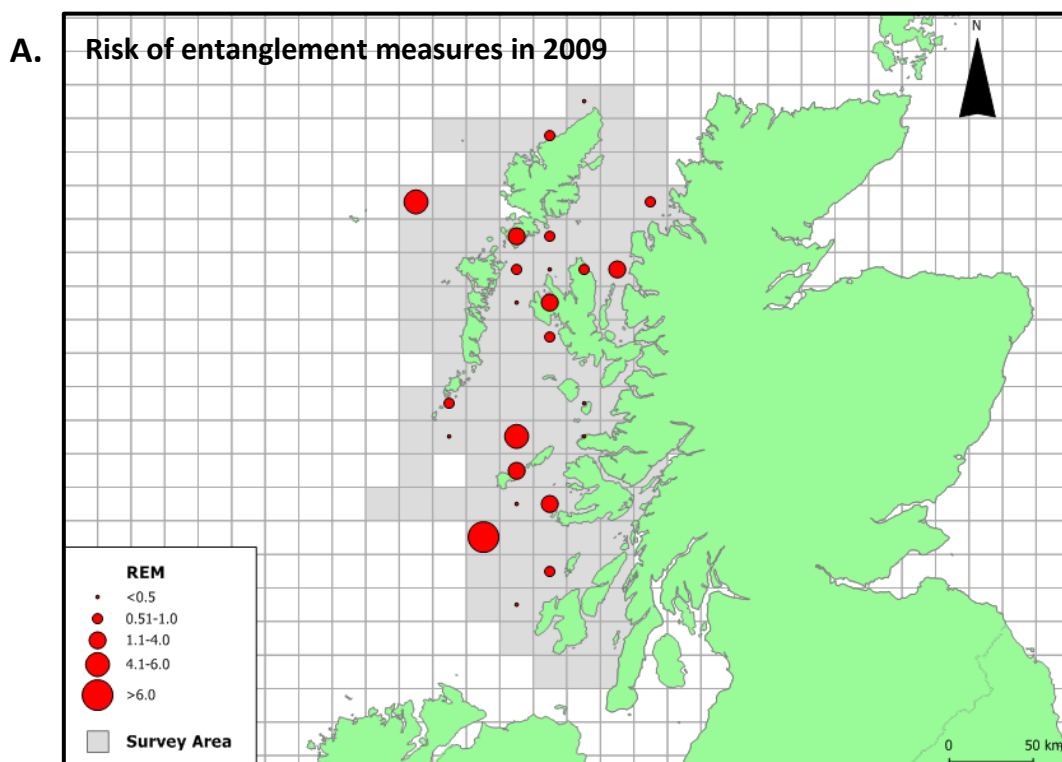 A.
Risk of entanglement measures in 2009
N
REM
<0.5
0.51-1.0
1.1-4.0
4.1-6.0
>6.0
Survey Area
0 50 km